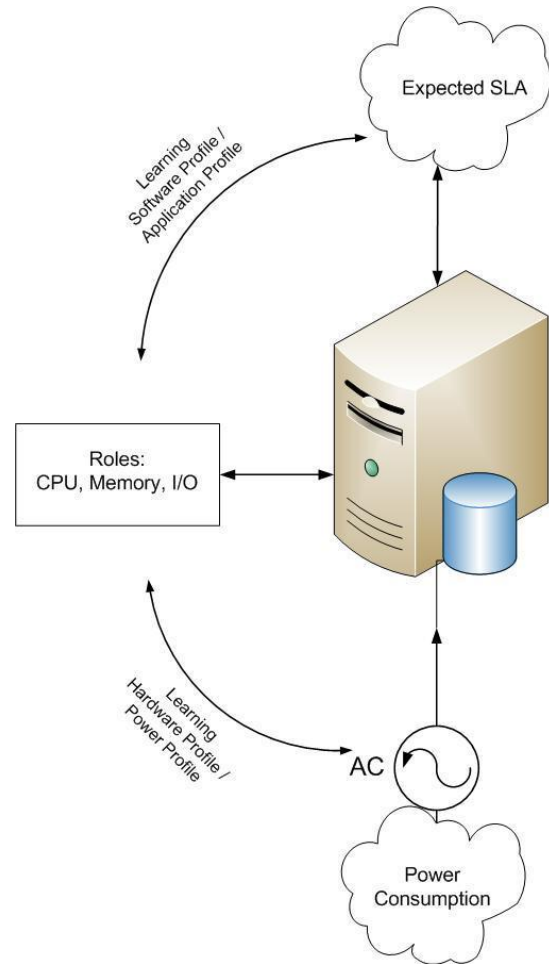 Expected SLA
Learning
Software Profile /
Application Profile
Roles:
CPU, Memory, I/O
Learning
Hardware Profile /
Power Profile
AC
Power
Consumption